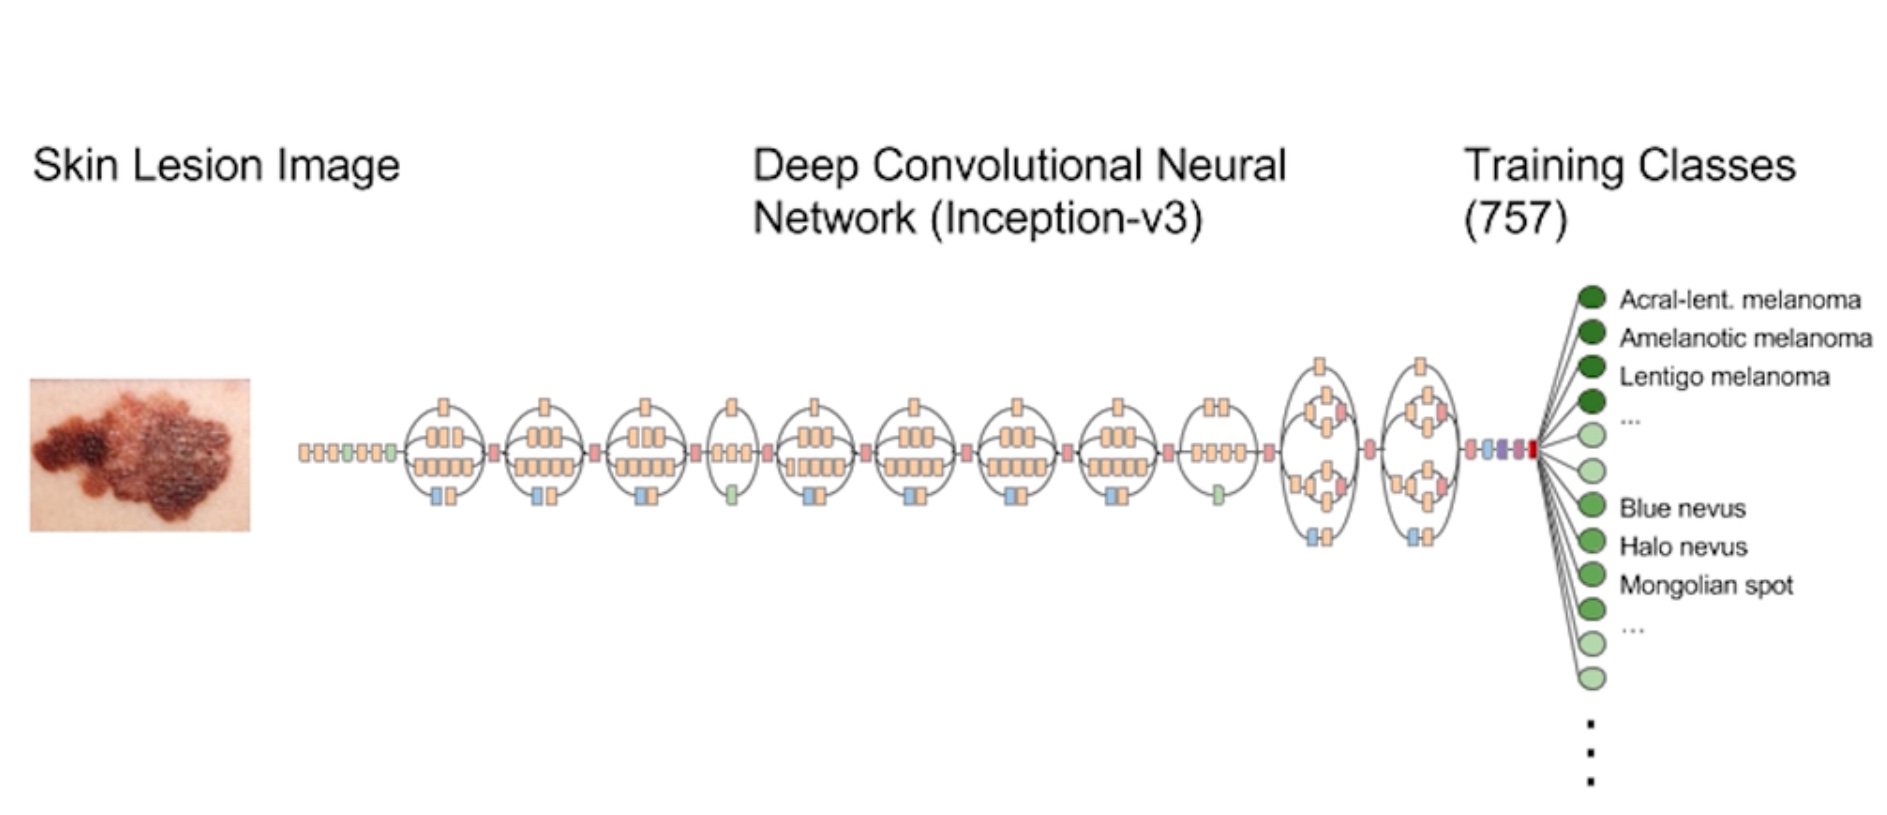 Skin Lesion Image
Deep Convolutional Neural
Network (Inception-v3)
Training Classes
(757)
Acral-lent. melanoma
Amelanotic melanoma
Lentigo melanoma
...
Blue nevus
Halo nevus
Mongolian spot
...